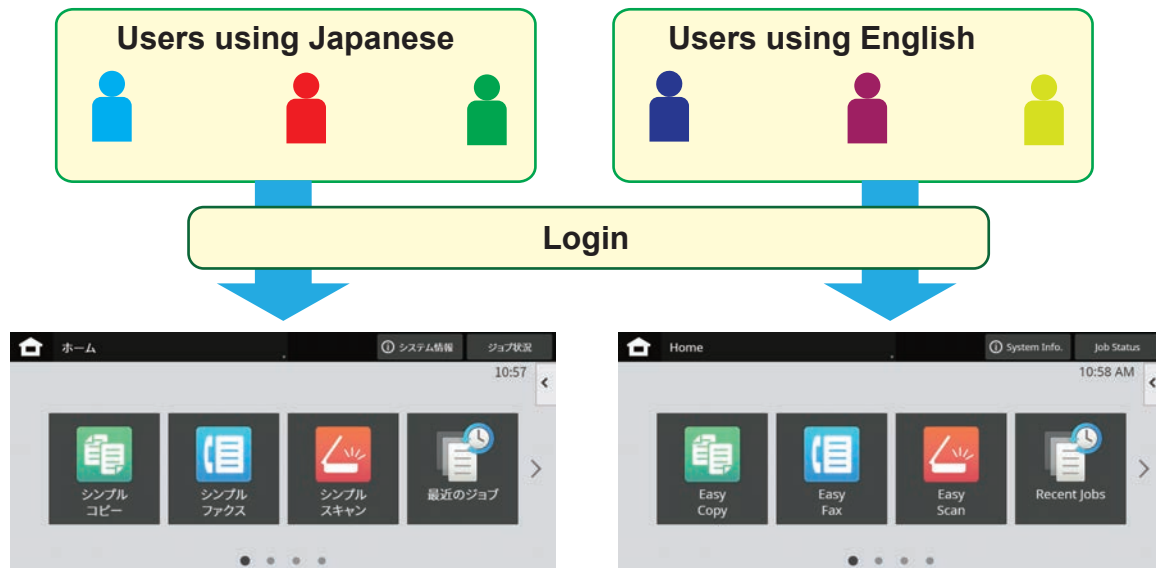 Users using Japanese
Users using English
Login
ホーム
システム情報
ジョブ状況
10:57
シンプル
コピー
シンプル
ファクス
シンプル
スキャン
最近のジョブ
Home
System Info.
Job Status
10:58 AM
Easy
Copy
Easy
Fax
Easy
Scan
Recent Jobs